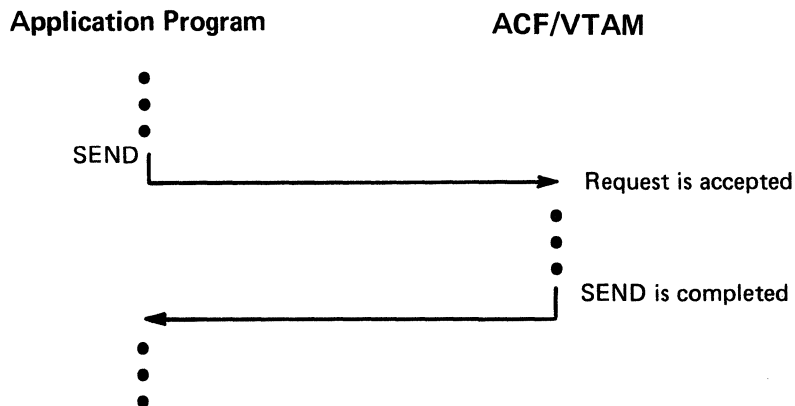 Application Program
ACF/VTAM
SEND
Request is accepted
SEND is completed